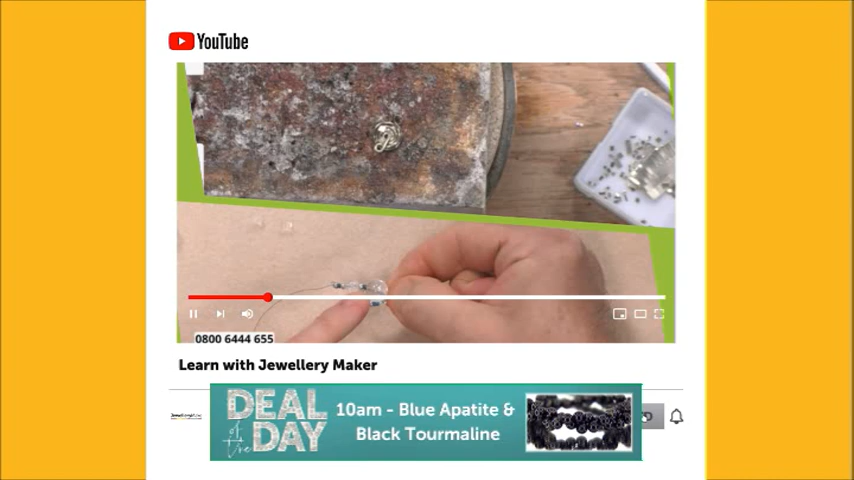 YouTube
0800 6444 655
Learn with Jewellery Maker
DEAL
of the
DAY
10am - Blue Apatite &
Black Tourmaline